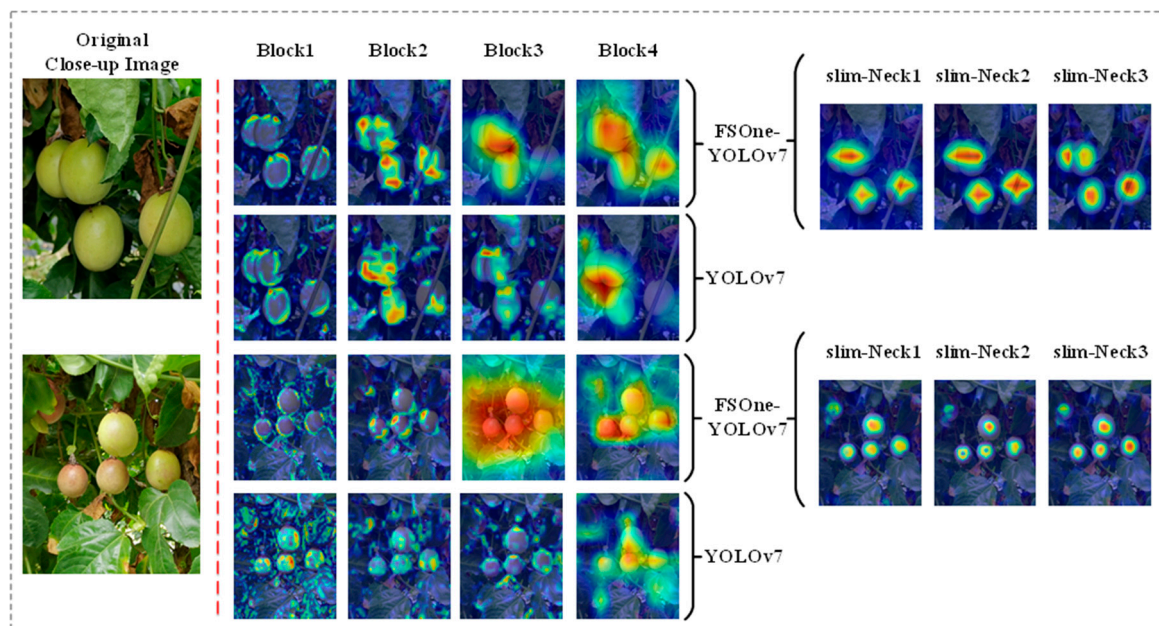 Original
Close-up Image
Block1
Block2
Block3
Block4
FSOne-
YOLOv7
slim-Neck1
slim-Neck2
slim-Neck3
YOLOv7
FSOne-
YOLOv7
slim-Neck1
slim-Neck2
slim-Neck3
YOLOv7